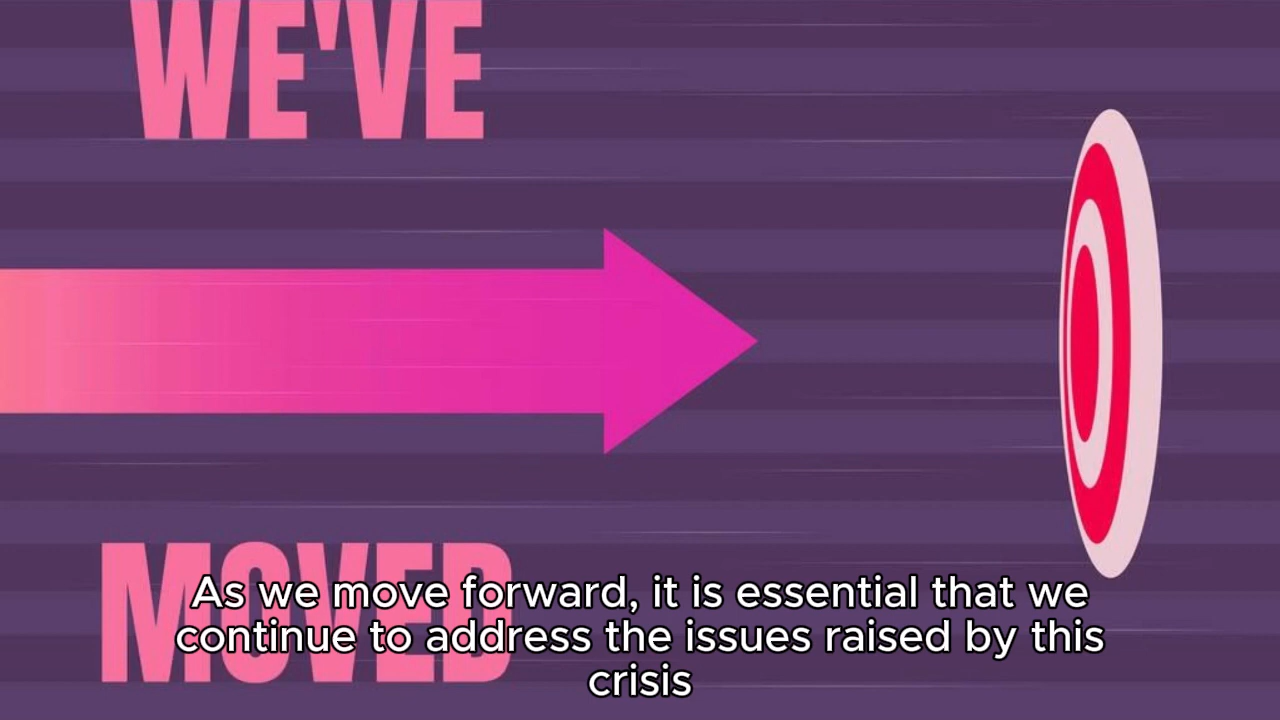 WE'VE
MOVED
As we move forward, it is essential that we
continue to address the issues raised by this
crisis